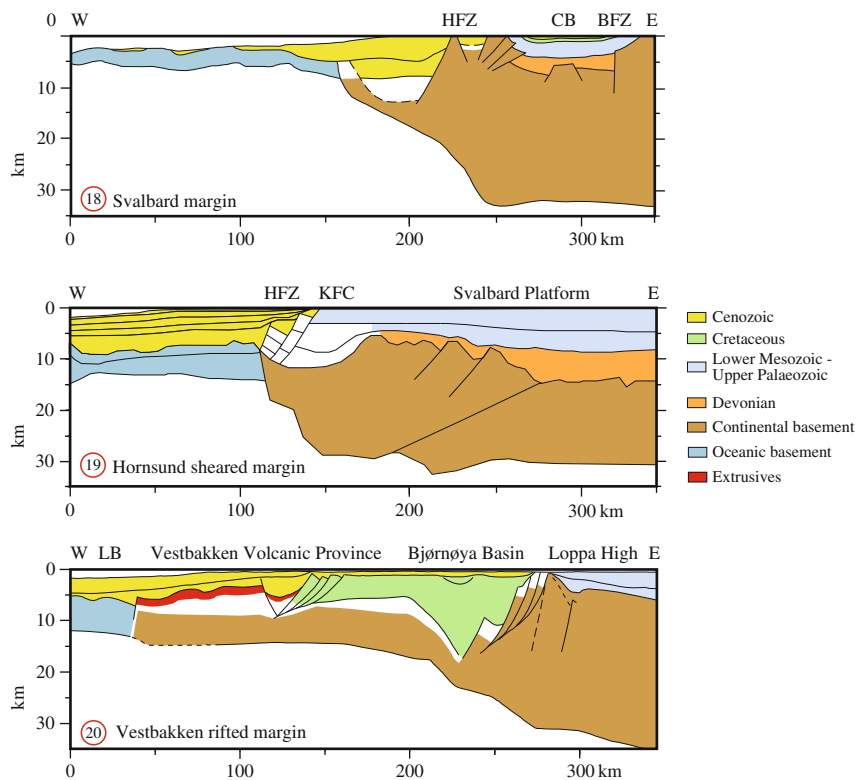 0 W HFZ CB BFZ E
10
20
30
km
18 Svalbard margin
0 100 200 300 km
W HFZ KFC Svalbard Platform E
0
10
20
30
km
19 Hornsund sheared margin
0 100 200 300 km
Cenozoic
Cretaceous
Lower Mesozoic -
Upper Palaeozoic
Devonian
Continental basement
Oceanic basement
Extrusives
W LB Vestbakken Volcanic Province Bjørnøya Basin Loppa High E
0
10
20
30
km
20 Vestbakken rifted margin
0 100 200 300 km